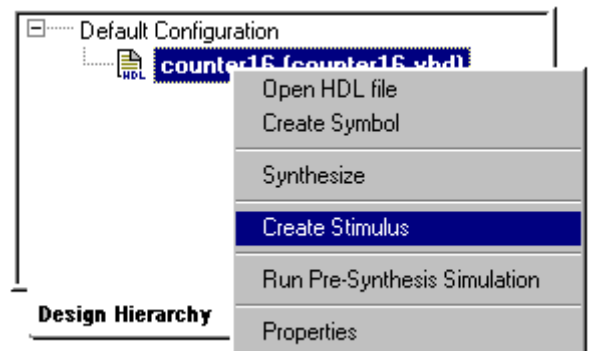 Default Configuration
HDL counter16 (counter16.vhd)
Open HDL file
Create Symbol
Synthesize
Create Stimulus
Run Pre-Synthesis Simulation
Design Hierarchy
Properties